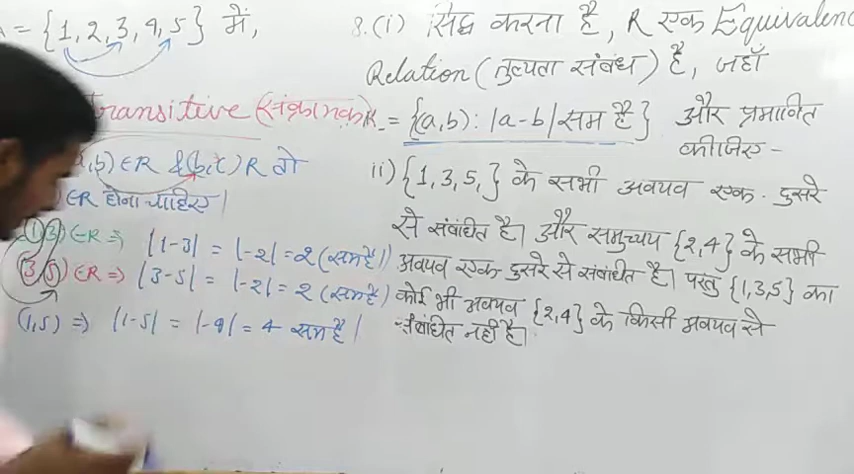 = {1, 2, 3, 4, 5} में,
Transitive (संक्रामक)
a, b) ∈ R & (b, c) R तो
) ∈ R होना चाहिए।
(1, 3) ∈ R ⇒ |1-3| = |-2| = 2 (सम है।)
(3, 5) ∈ R ⇒ |3-5| = |-2| = 2 (सम है)
(1, 5) ⇒ |1-5| = |-4| = 4 सम है।
8. (i) सिद्ध करना है, R एक Equivalenc
Relation (तुल्यता संबंध) है, जहाँ
R = {(a, b) : |a-b| सम है} और प्रमाणित
कीजिए -
ii) {1, 3, 5, } के सभी अवयव एक दुसरे
से संबंधित है। और समुच्चय {2, 4} के सभी
अवयव एक दुसरे से संबंधित है। परंतु {1, 3, 5} का
कोई भी अवयव {2, 4} के किसी अवयव से
संबंधित नही है।